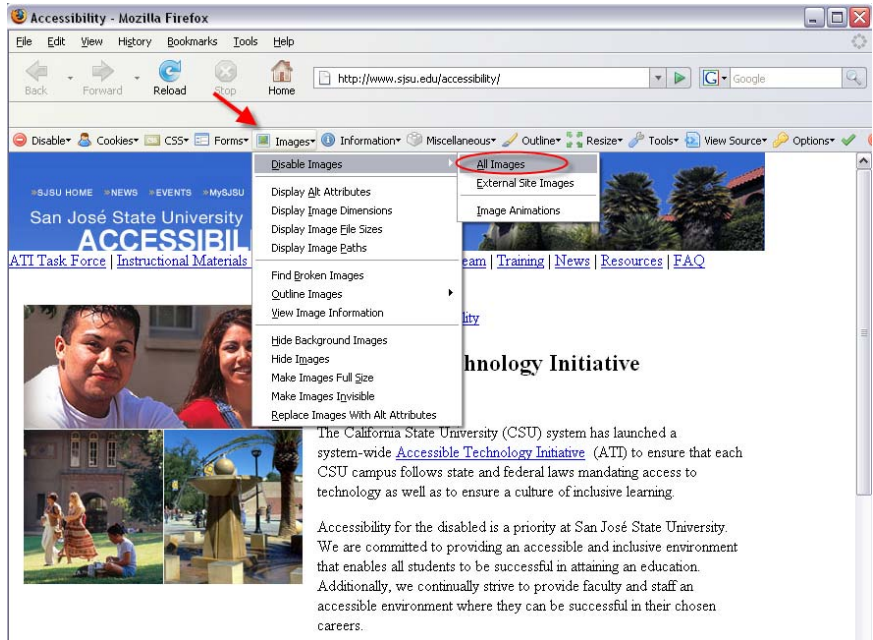 Accessibility - Mozilla Firefox
File Edit View History Bookmarks Tools Help
Back Forward Reload Stop Home http://www.sjsu.edu/accessibility/ G Google
Disable Cookies CSS Forms Images Information Miscellaneous Outline Resize Tools View Source Options
Disable Images
Display Alt Attributes
Display Image Dimensions
Display Image File Sizes
Display Image Paths
Find Broken Images
Outline Images
View Image Information
Hide Background Images
Hide Images
Make Images Full Size
Make Images Invisible
Replace Images With Alt Attributes
All Images
External Site Images
Image Animations
»SJSU HOME »NEWS »EVENTS »MySJSU
San José State University
ACCESSIBIL
ATI Task Force | Instructional Materials eam | Training | News | Resources | FAQ
lity
hnology Initiative
The California State University (CSU) system has launched a
system-wide Accessible Technology Initiative (ATI) to ensure that each
CSU campus follows state and federal laws mandating access to
technology as well as to ensure a culture of inclusive learning.
Accessibility for the disabled is a priority at San José State University.
We are committed to providing an accessible and inclusive environment
that enables all students to be successful in attaining an education.
Additionally, we continually strive to provide faculty and staff an
accessible environment where they can be successful in their chosen
careers.